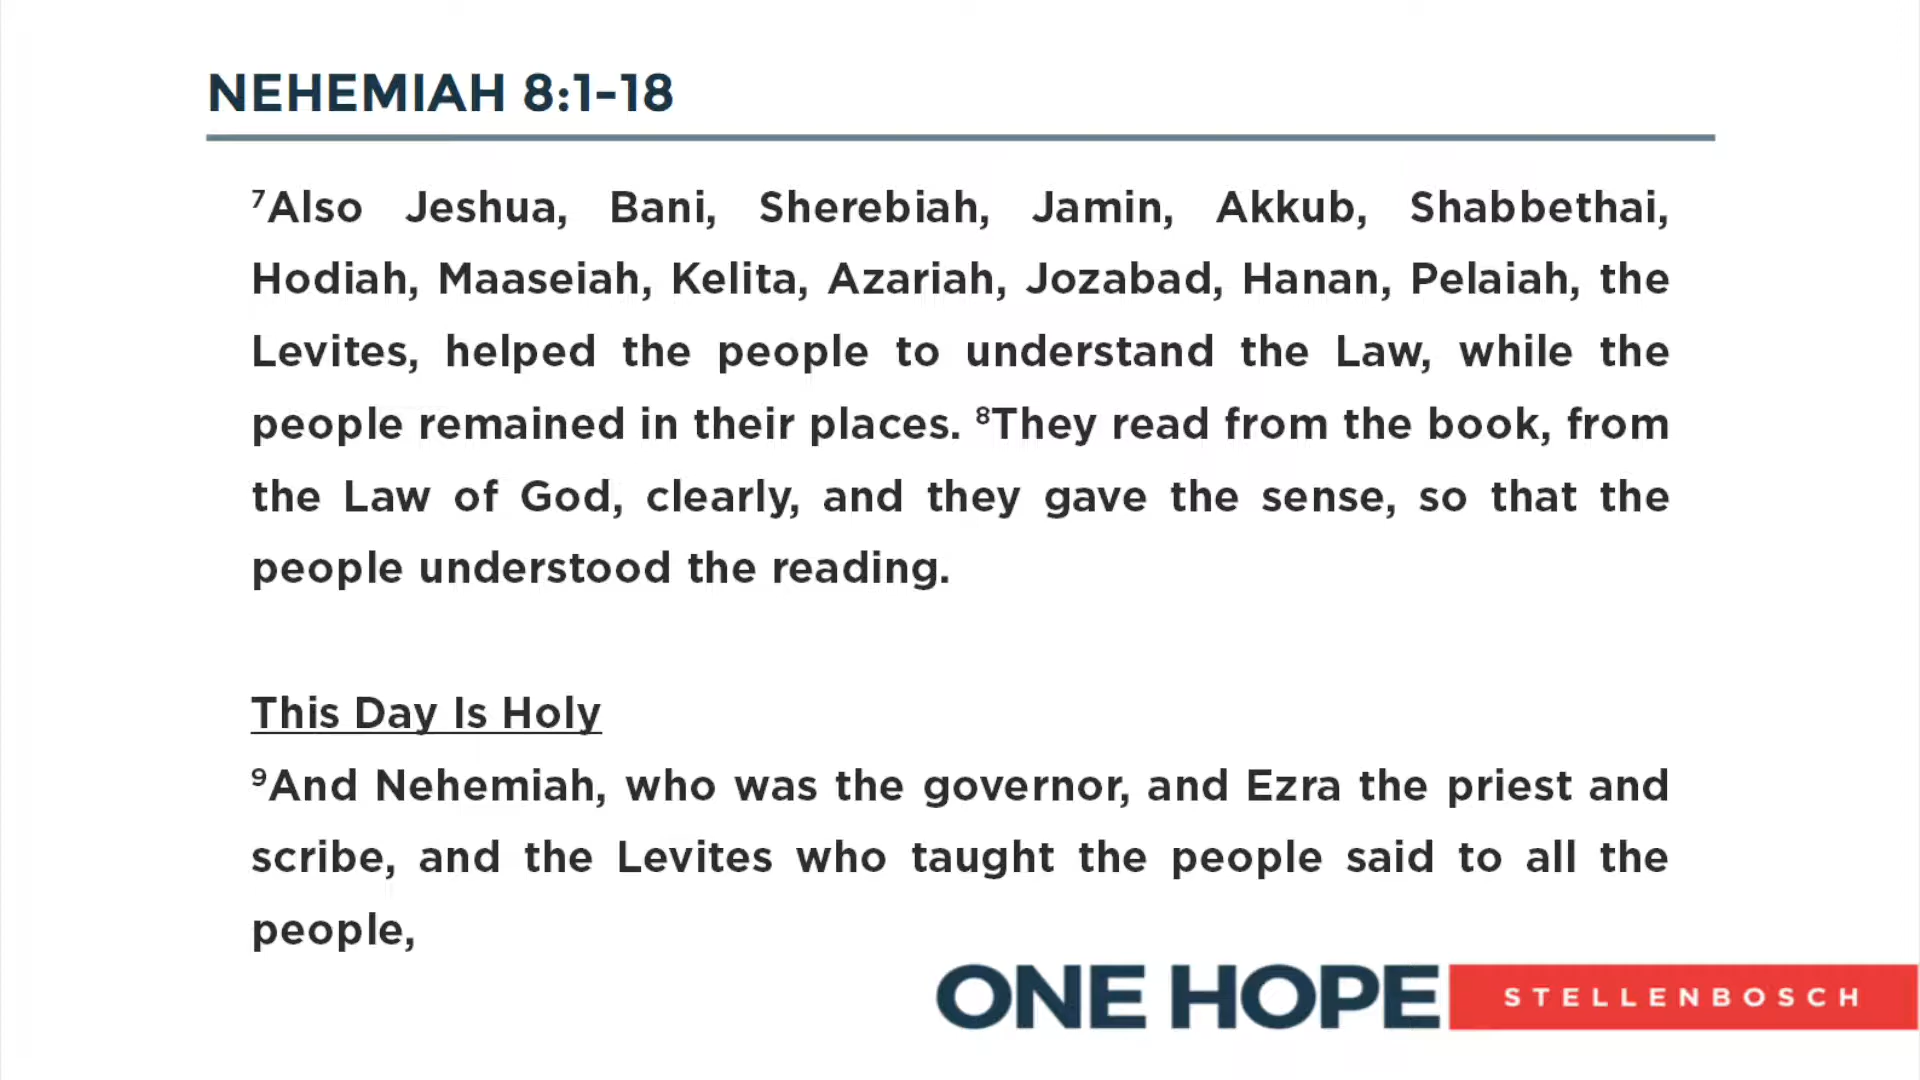 NEHEMIAH 8:1-18
⁷Also Jeshua, Bani, Sherebiah, Jamin, Akkub, Shabbethai,
Hodiah, Maaseiah, Kelita, Azariah, Jozabad, Hanan, Pelaiah, the
Levites, helped the people to understand the Law, while the
people remained in their places. ⁸They read from the book, from
the Law of God, clearly, and they gave the sense, so that the
people understood the reading.
This Day Is Holy
⁹And Nehemiah, who was the governor, and Ezra the priest and
scribe, and the Levites who taught the people said to all the
people,
ONE HOPE STELLENBOSCH